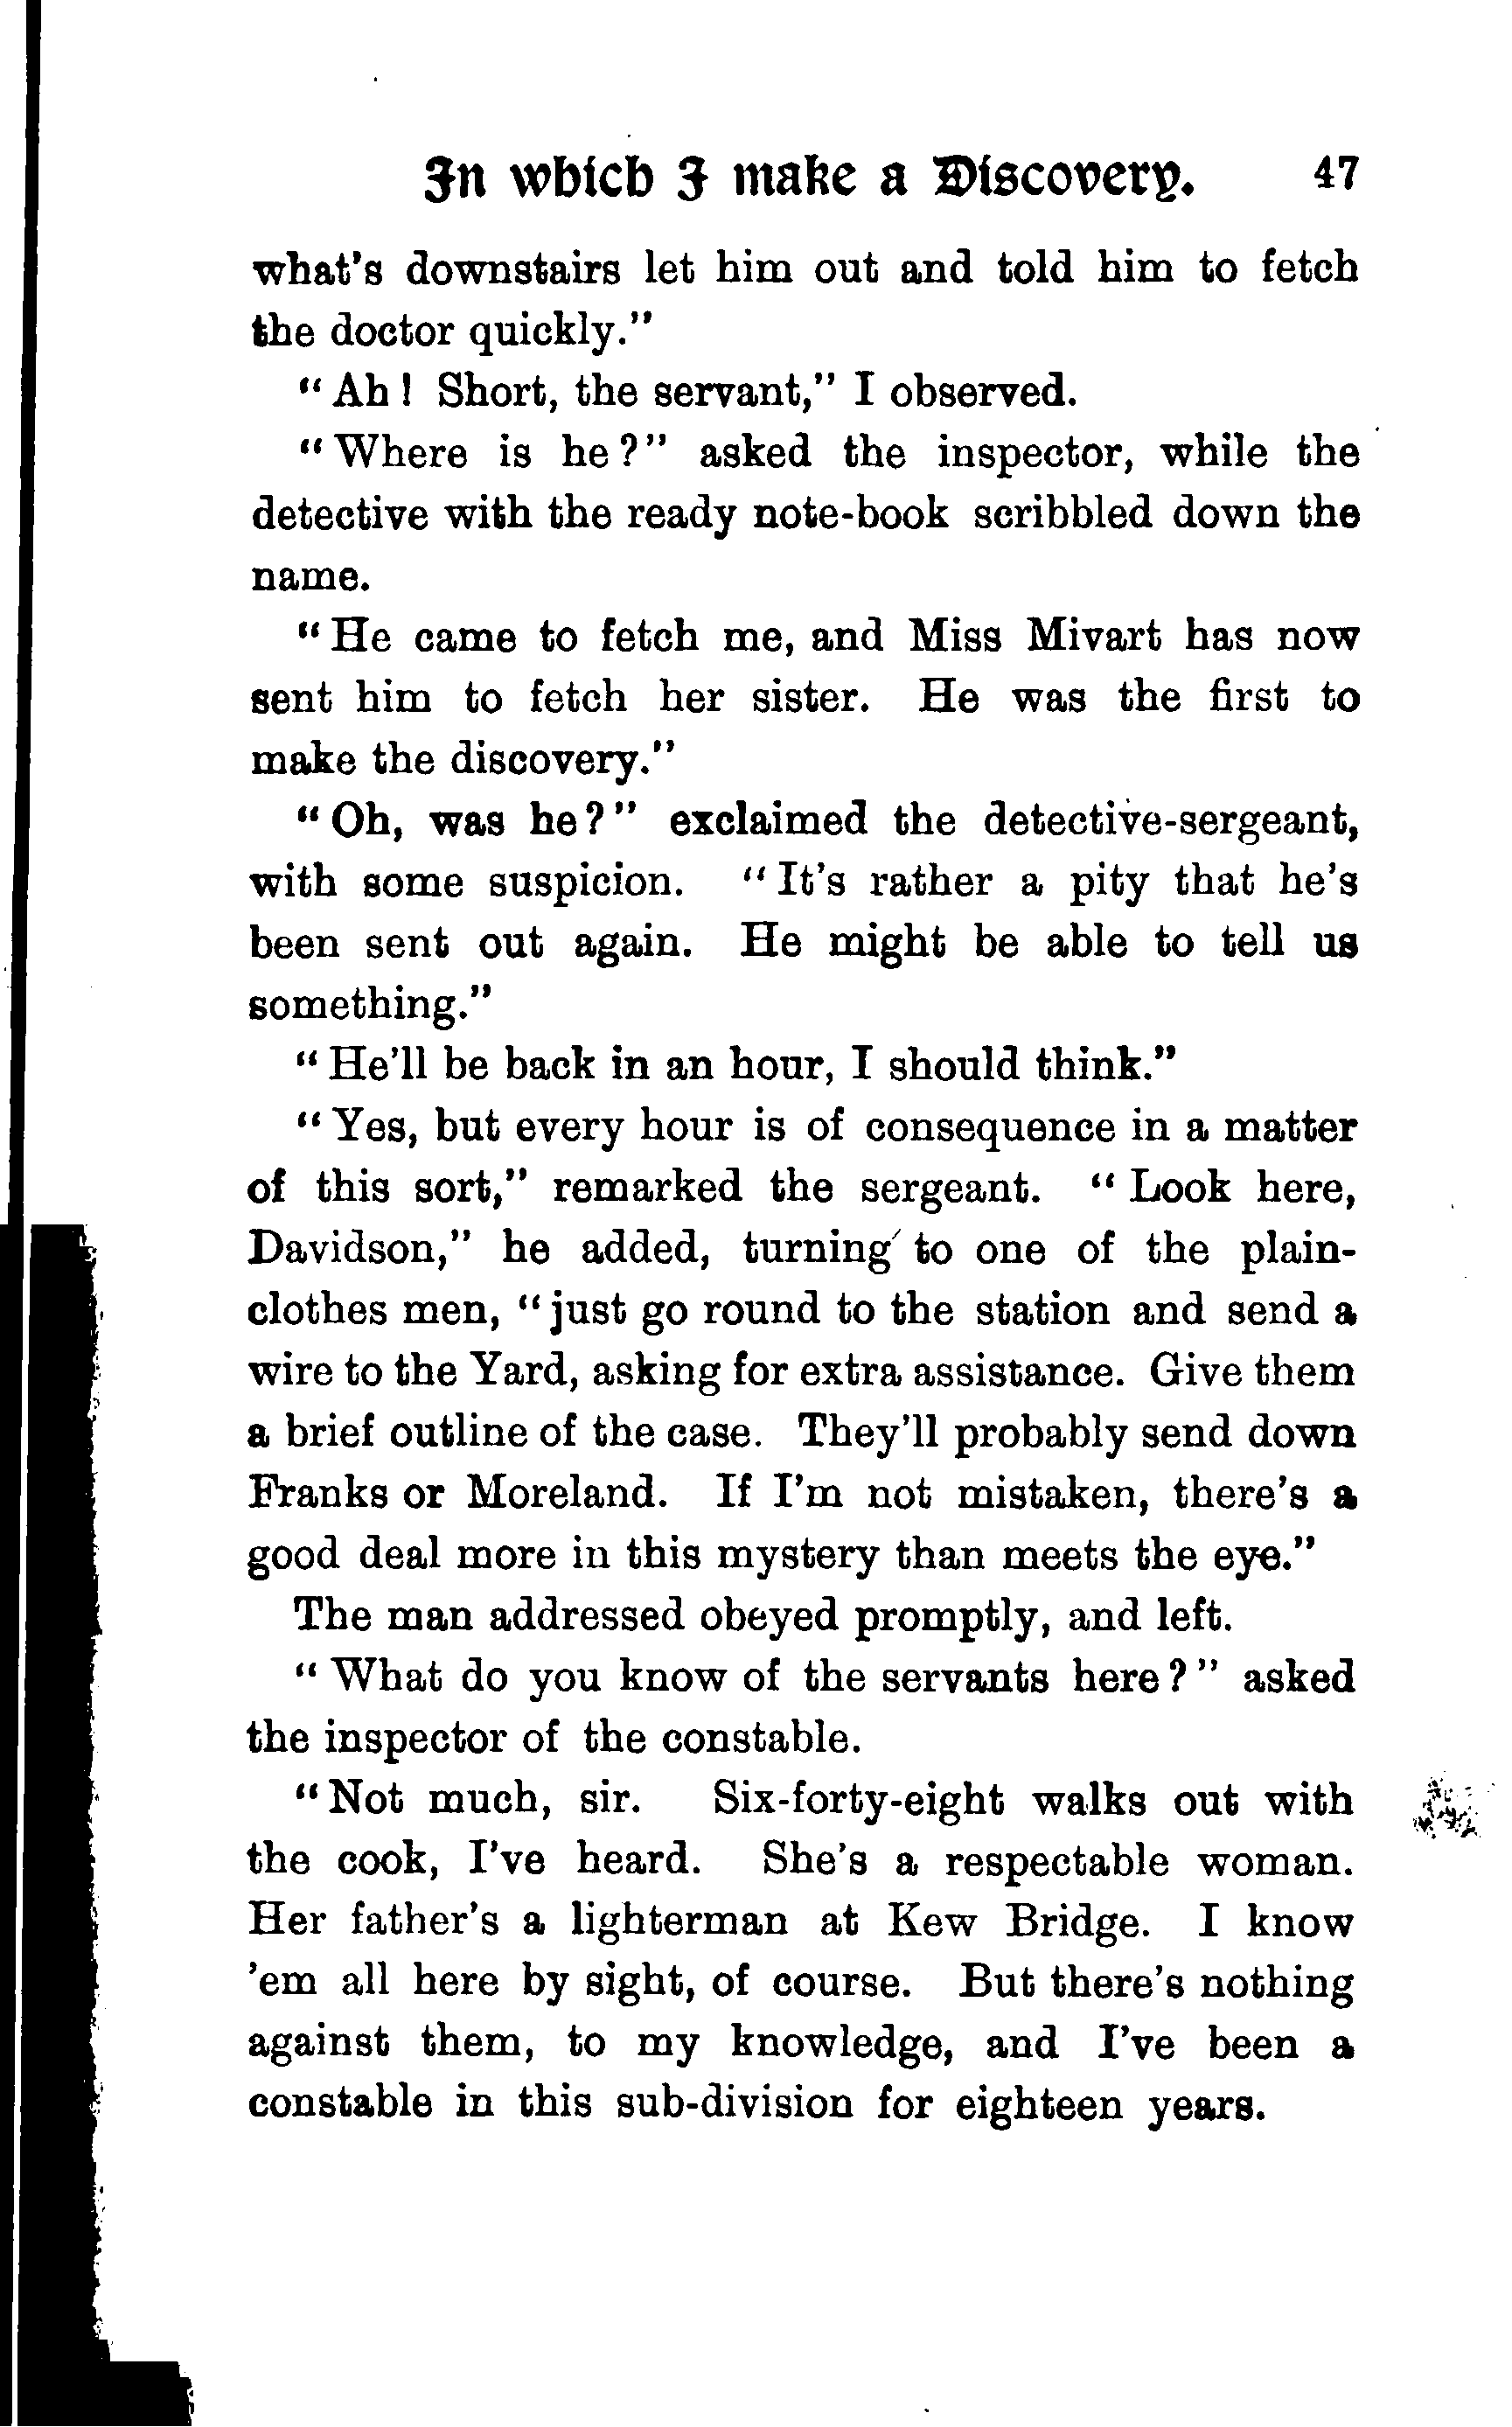 In which I make a Discovery. 47
what's downstairs let him out and told him to fetch
the doctor quickly."
"Ah! Short, the servant," I observed.
"Where is he?" asked the inspector, while the
detective with the ready note-book scribbled down the
name.
"He came to fetch me, and Miss Mivart has now
sent him to fetch her sister. He was the first to
make the discovery."
"Oh, was he?" exclaimed the detective-sergeant,
with some suspicion. "It's rather a pity that he's
been sent out again. He might be able to tell us
something."
"He'll be back in an hour, I should think."
"Yes, but every hour is of consequence in a matter
of this sort," remarked the sergeant. "Look here,
Davidson," he added, turning to one of the plain-
clothes men, "just go round to the station and send a
wire to the Yard, asking for extra assistance. Give them
a brief outline of the case. They'll probably send down
Franks or Moreland. If I'm not mistaken, there's a
good deal more in this mystery than meets the eye."
The man addressed obeyed promptly, and left.
"What do you know of the servants here?" asked
the inspector of the constable.
"Not much, sir. Six-forty-eight walks out with
the cook, I've heard. She's a respectable woman.
Her father's a lighterman at Kew Bridge. I know
'em all here by sight, of course. But there's nothing
against them, to my knowledge, and I've been a
constable in this sub-division for eighteen years.